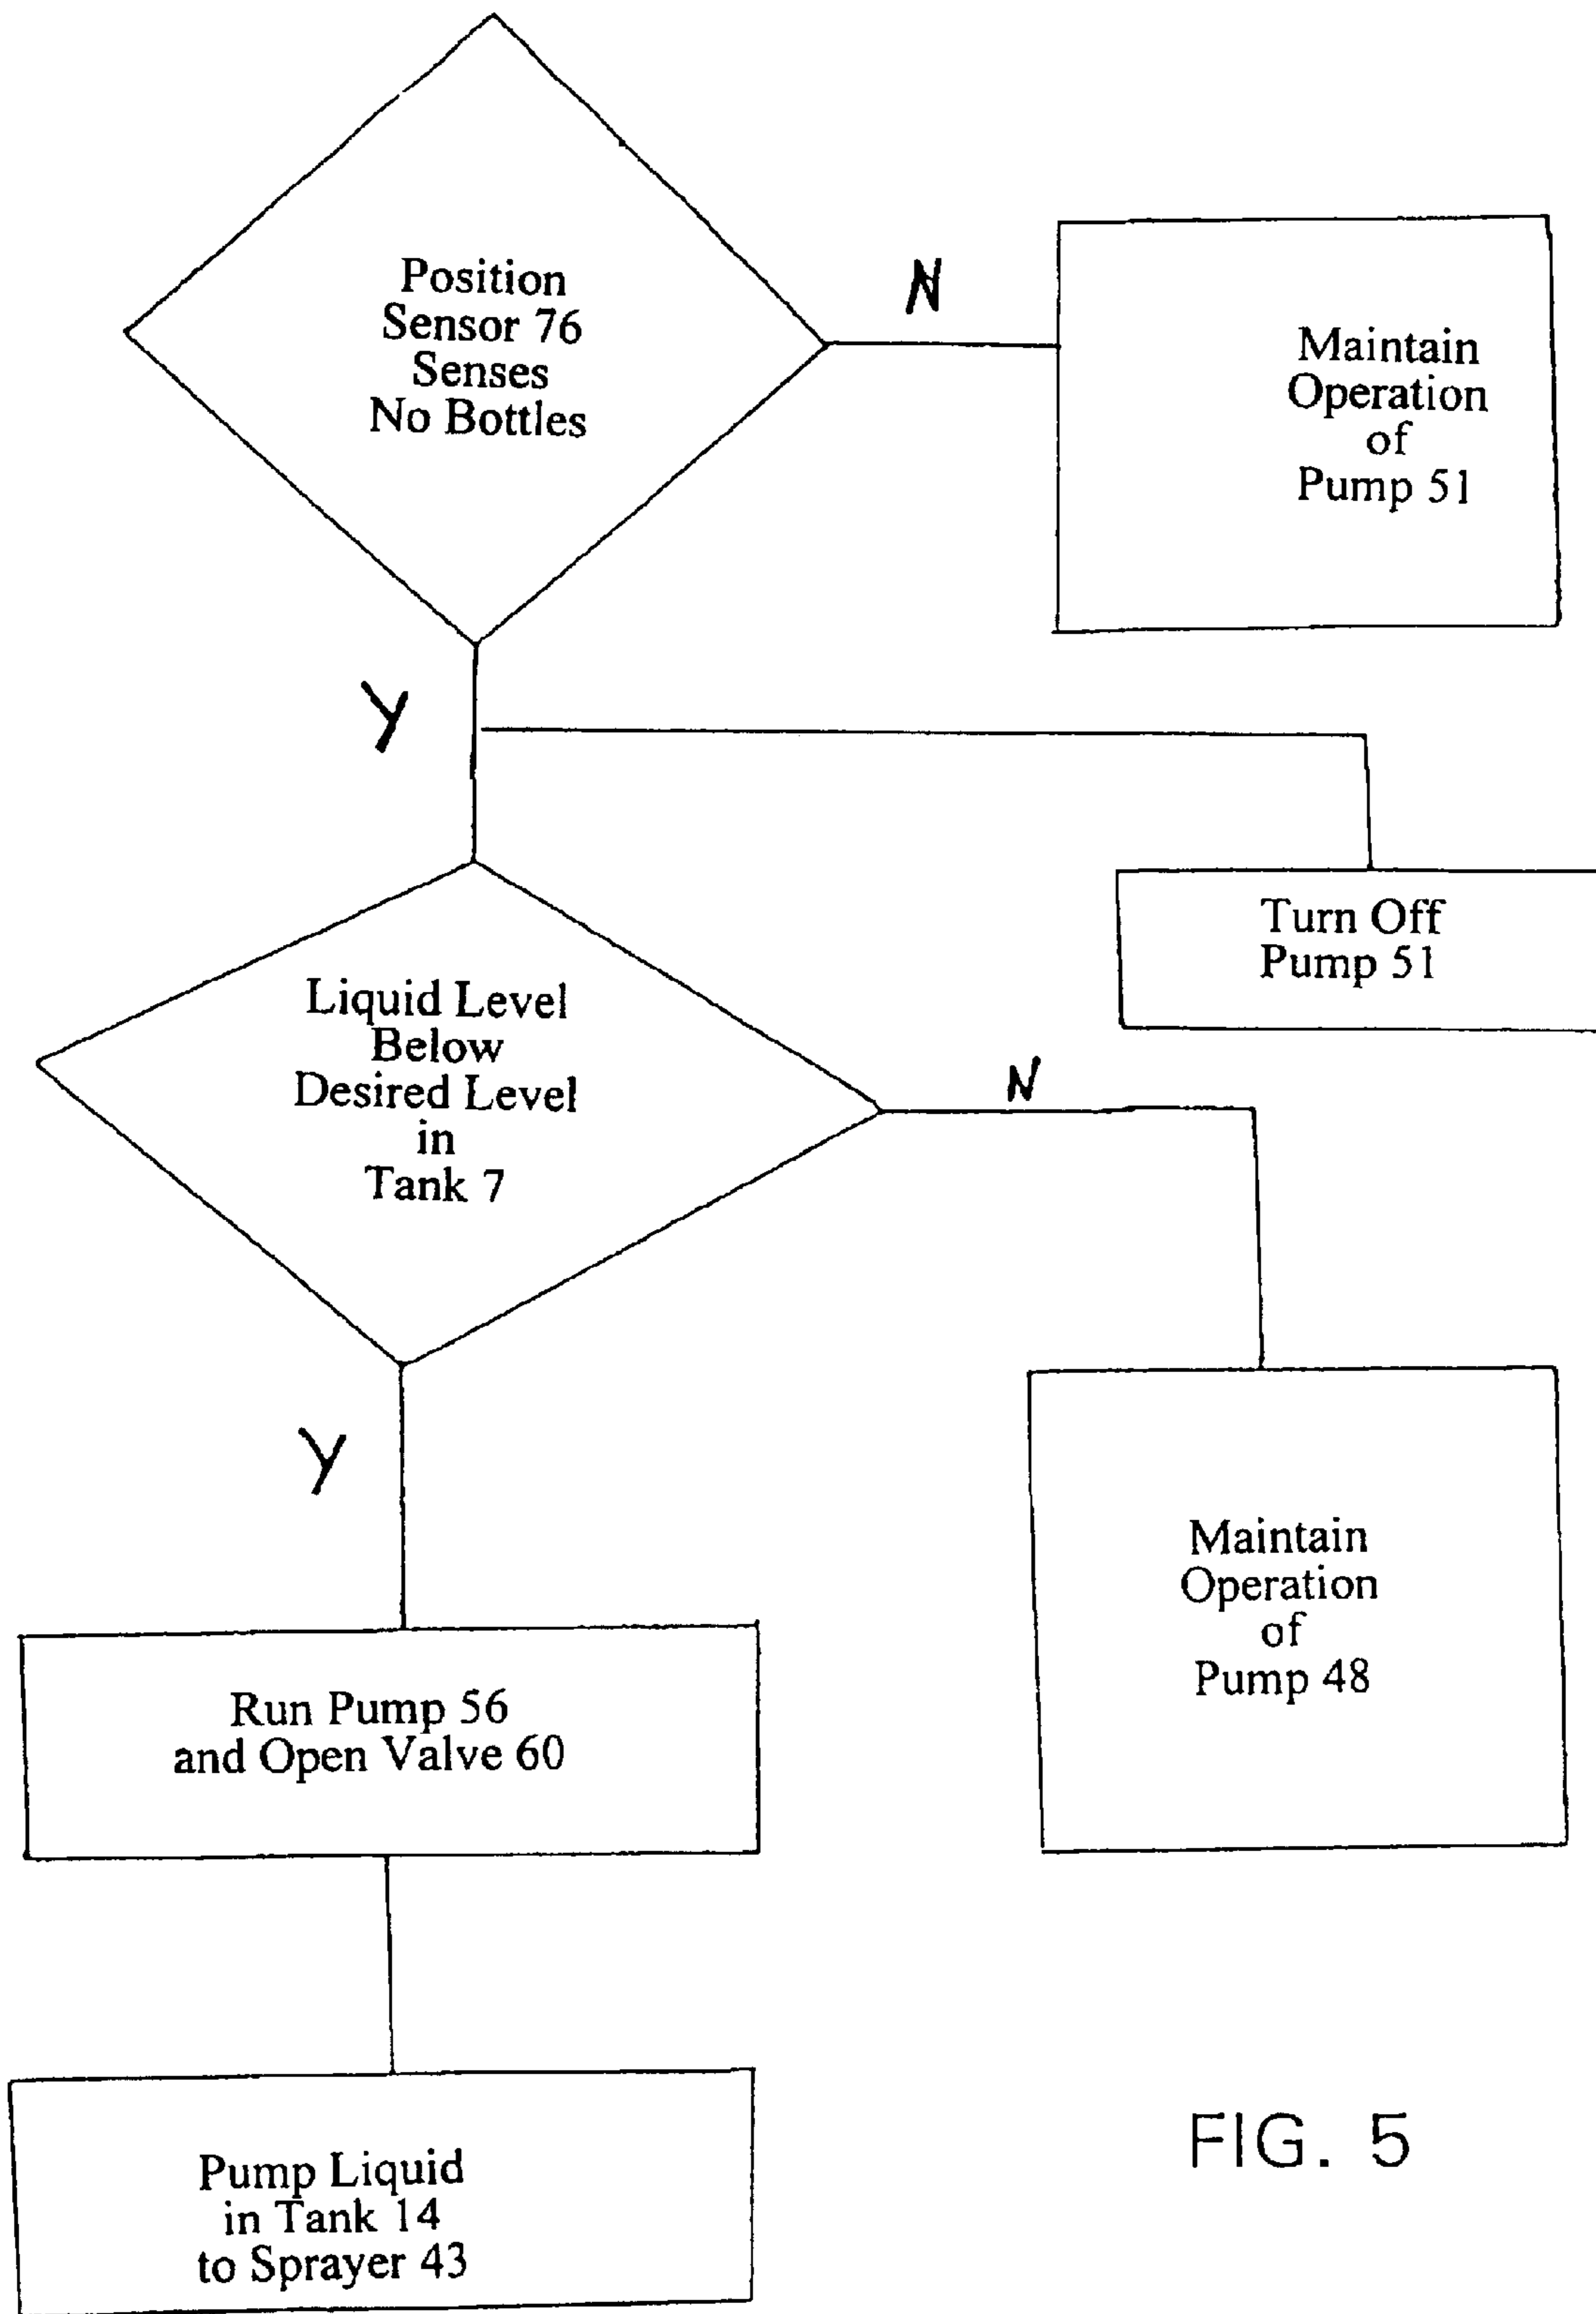 Position
Sensor 76
Senses
No Bottles
N
Maintain
Operation
of
Pump 51
Y
Turn Off
Pump 51
Liquid Level
Below
Desired Level
in
Tank 7
N
Y
Maintain
Operation
of
Pump 48
Run Pump 56
and Open Valve 60
Pump Liquid
in Tank 14
to Sprayer 43
FIG. 5